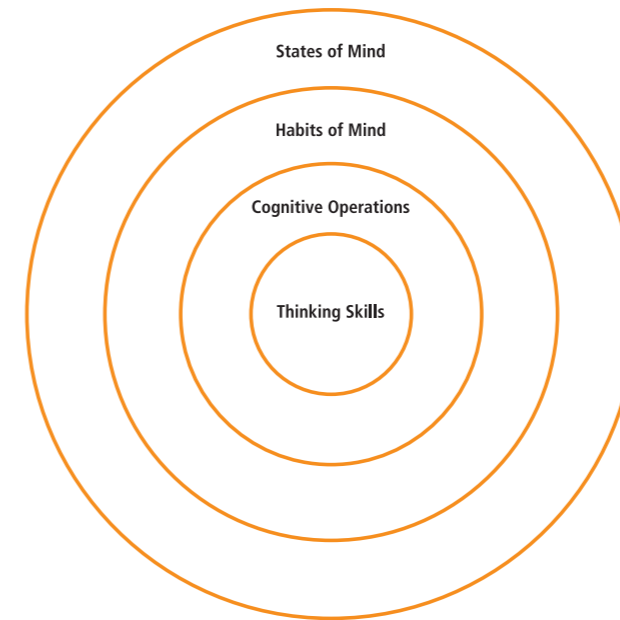 States of Mind
Habits of Mind
Cognitive Operations
Thinking Skills